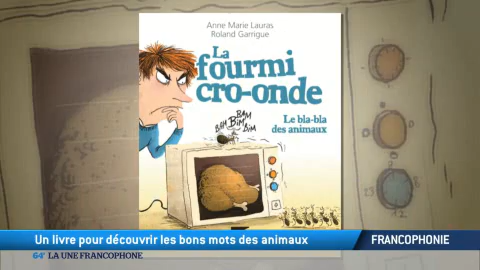 Anne Marie Lauras
Roland Garrigue
La
fourmi
cro-onde
Le bla-bla
des animaux
BAM
BAM BIM BIM
Un livre pour découvrir les bons mots des animaux
FRANCOPHONIE
64' LA UNE FRANCOPHONE